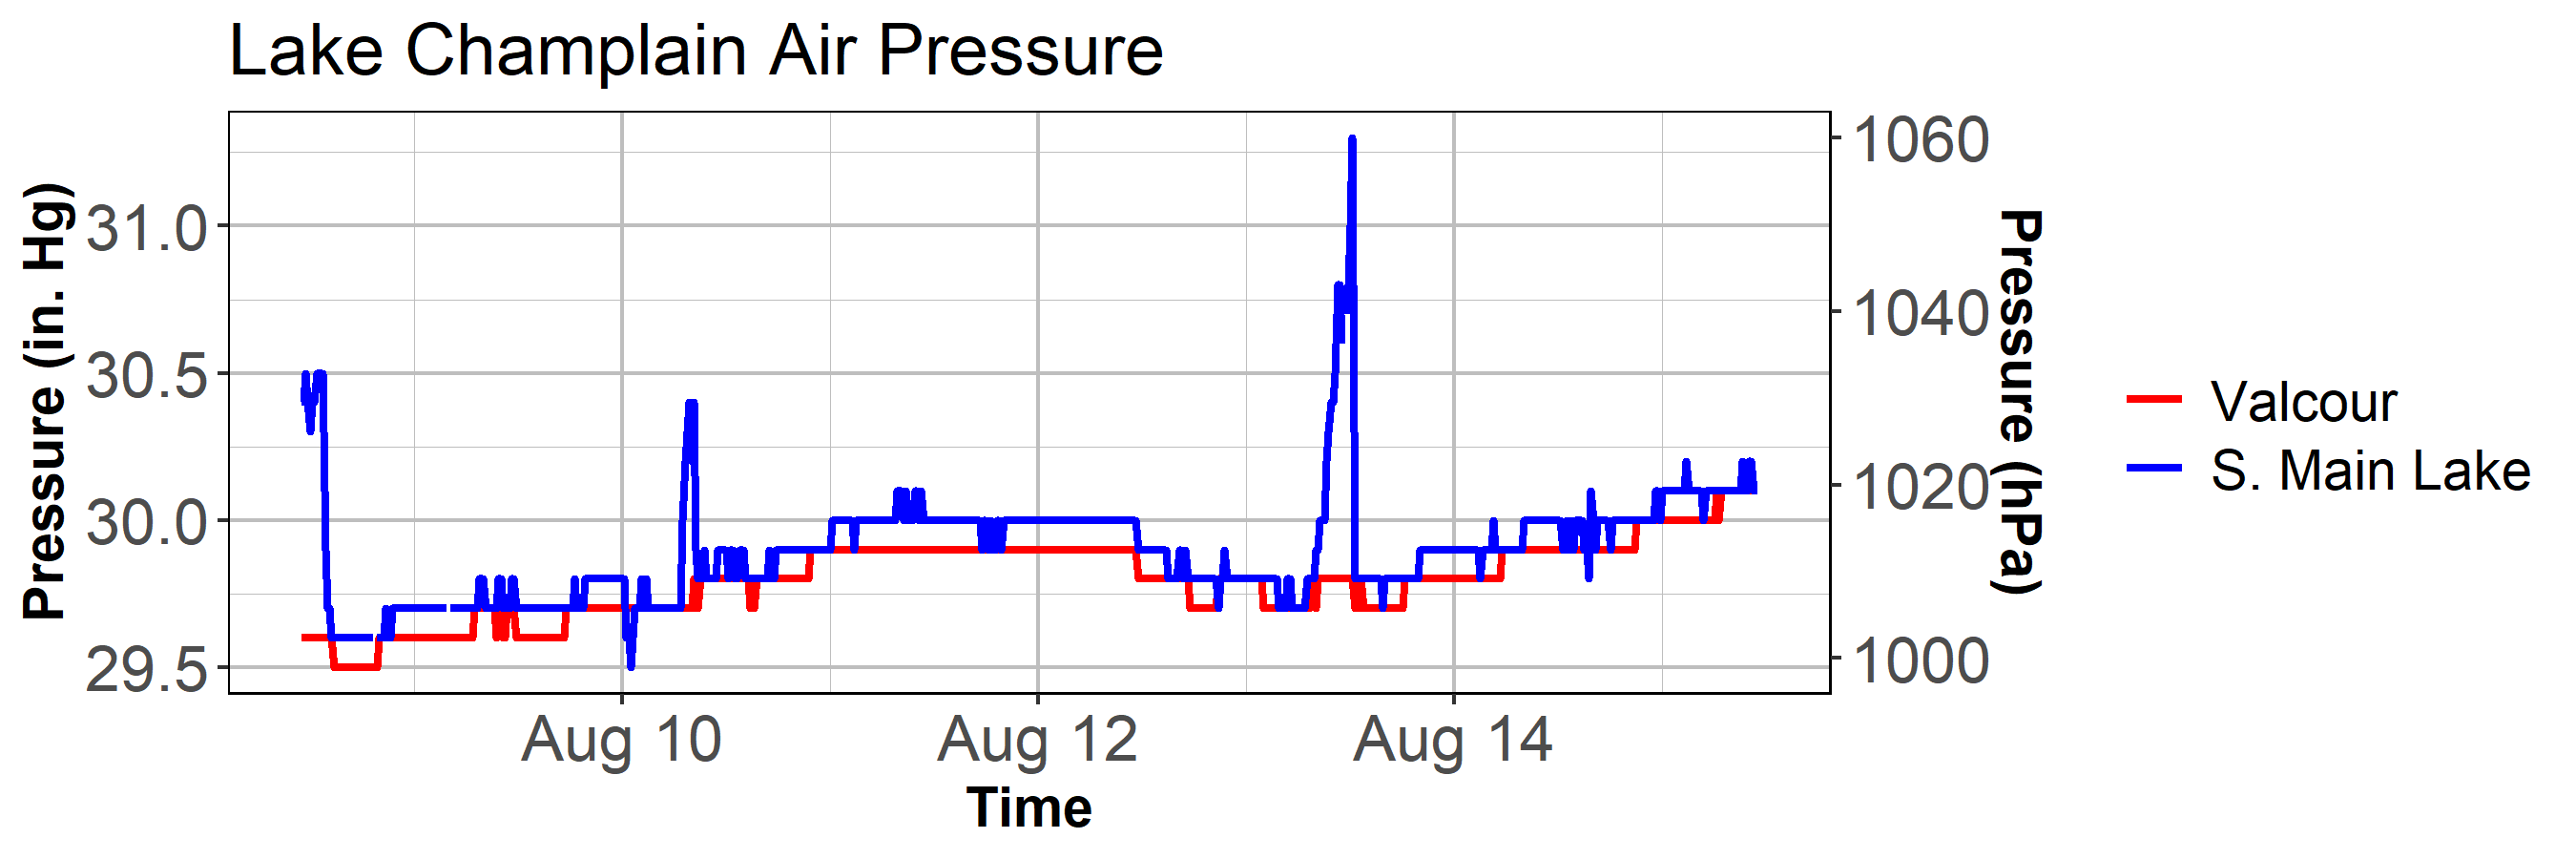 Lake Champlain Air Pressure
Pressure (in. Hg)
31.0
30.5
30.0
29.5
1060
1040
1020
1000
Pressure (hPa)
Aug 10
Aug 12
Aug 14
Time
Valcour
S. Main Lake